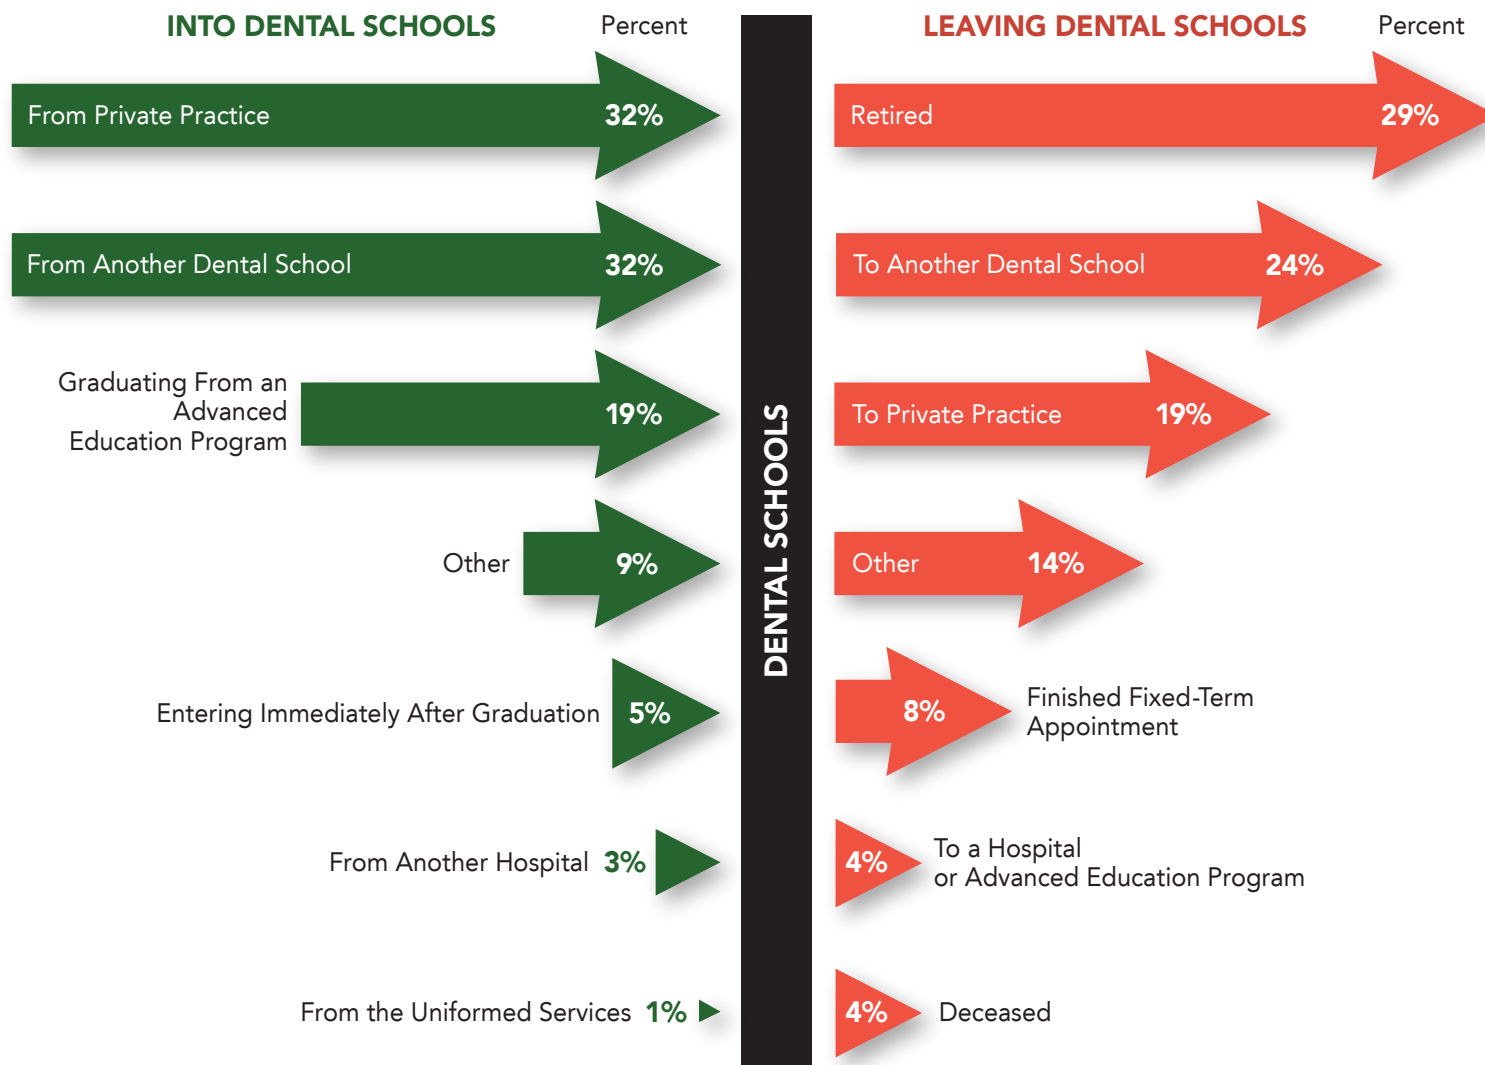 INTO DENTAL SCHOOLS
Percent
From Private Practice
32%
From Another Dental School
32%
Graduating From an
Advanced
Education Program
19%
Other
9%
Entering Immediately After Graduation
5%
From Another Hospital
3%
From the Uniformed Services
1%
DENTAL SCHOOLS
LEAVING DENTAL SCHOOLS
Percent
Retired
29%
To Another Dental School
24%
To Private Practice
19%
Other
14%
8%
Finished Fixed-Term
Appointment
4%
To a Hospital
or Advanced Education Program
4%
Deceased